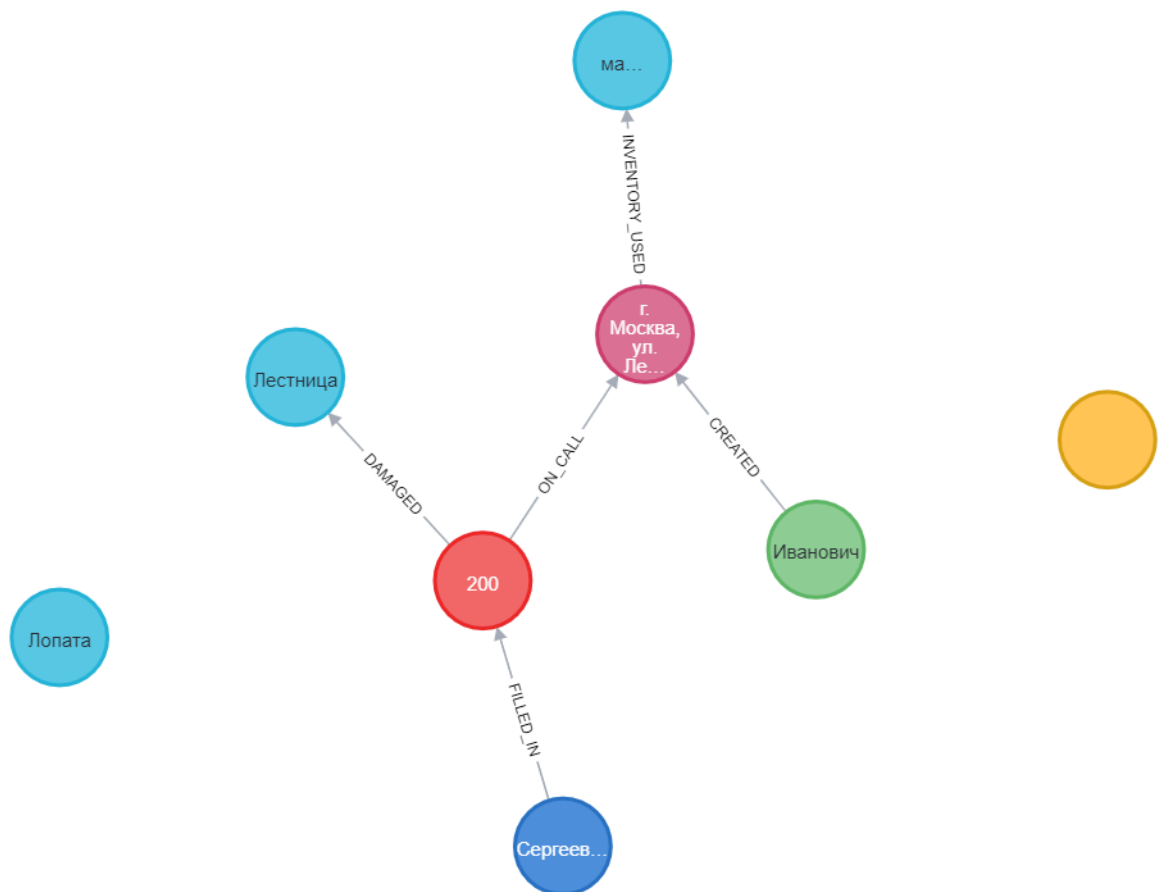 ма...
INVENTORY_USED
г.
Москва,
ул.
Ле...
Лестница
DAMAGED
ON_CALL
CREATED
Иванович
200
Лопата
FILLED_IN
Сергеев...